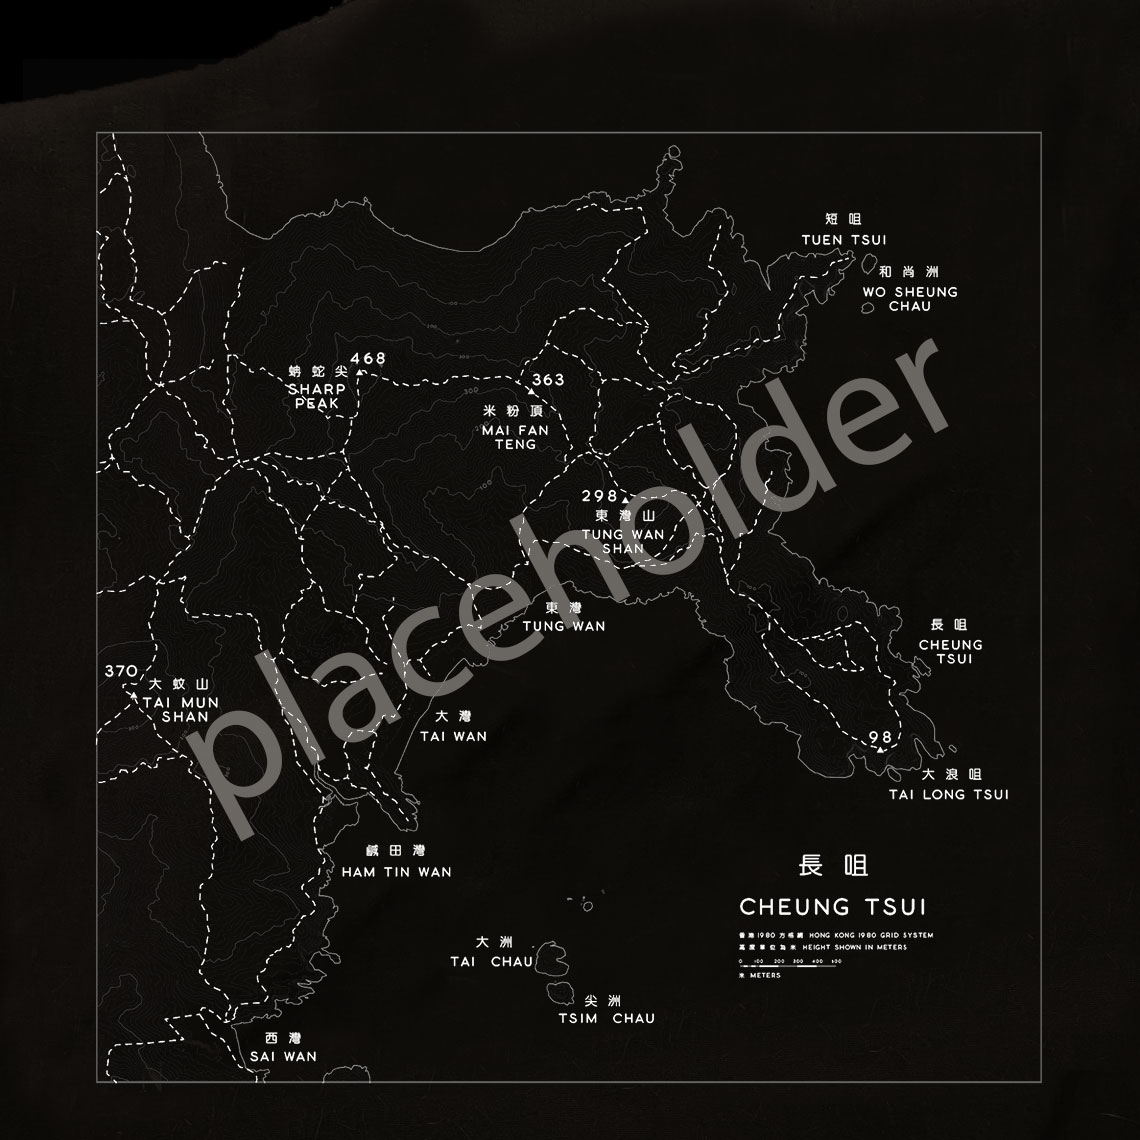 短咀
TUEN TSUI
和尚洲
WO SHEUNG
CHAU
468
蚺蛇尖
SHARP
PEAK
363
米粉頂
MAI FAN
TENG
300
100
298
東灣山
TUNG WAN
SHAN
東灣
TUNG WAN
長咀
CHEUNG
TSUI
370
大蚊山
TAI MUN
SHAN
大灣
TAI WAN
98
大浪咀
TAI LONG TSUI
鹹田灣
HAM TIN WAN
大洲
TAI CHAU
尖洲
TSIM CHAU
西灣
SAI WAN
長咀
CHEUNG TSUI
香港1980方格網 HONG KONG 1980 GRID SYSTEM
高度單位為米 HEIGHT SHOWN IN METERS
0 100 200 300 400 500
米 METERS
placeholder